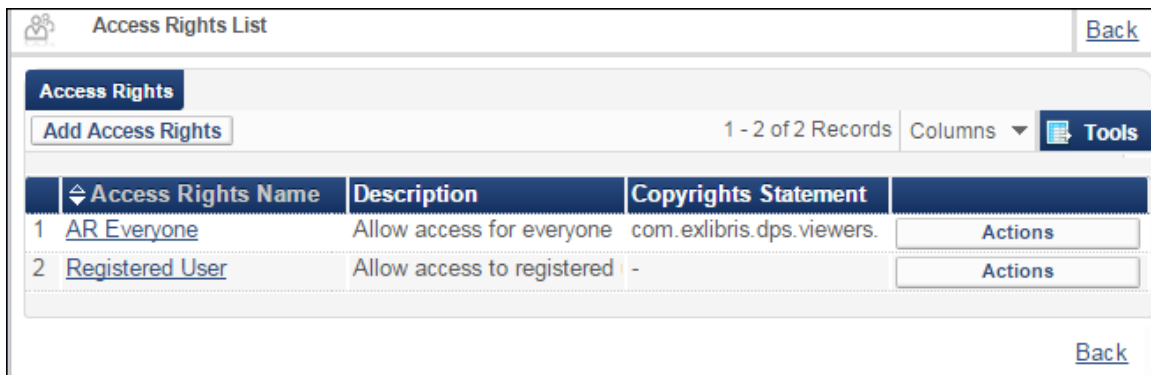 Access Rights List
Back
Access Rights
Add Access Rights 1 - 2 of 2 Records Columns Tools
Access Rights Name Description Copyrights Statement
1 AR Everyone Allow access for everyone com.exlibris.dps.viewers. Actions
2 Registered User Allow access to registered - Actions
Back